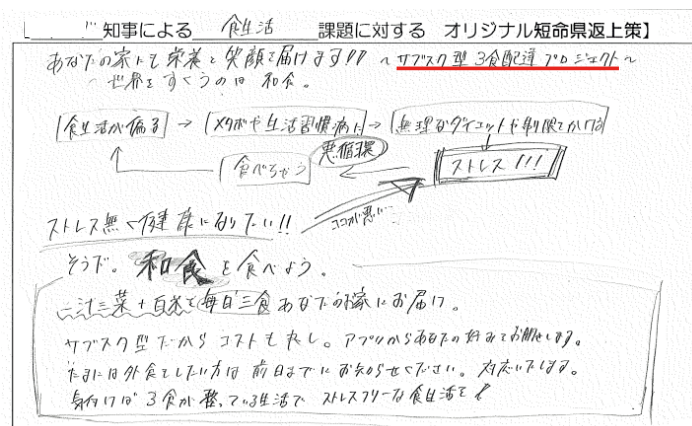 知事による 食生活 課題に対する オリジナル短命県返上策】
あなたの家にも栄養と笑顔を届けます!! ~サブスク型3食配達プロジェクト~
~世界をすくうのは 和食。
食生活が偏る → メタボや生活習慣病に → 無理なダイエットや制限をかける
悪循環
食べちゃう ストレス!!!
ココが悪い
ストレス無く健康になりたい!!
そうだ。和食を食べよう。
一汁三菜+白米を毎日三食あなたのお家にお届け。
サブスク型だからコストも安し。アプリからあなたの好みでお届けします。
たまには外食をしたい方は前日までにお知らせください。対応いたします。
気付けば3食が整っている生活で ストレスフリーな食生活を!